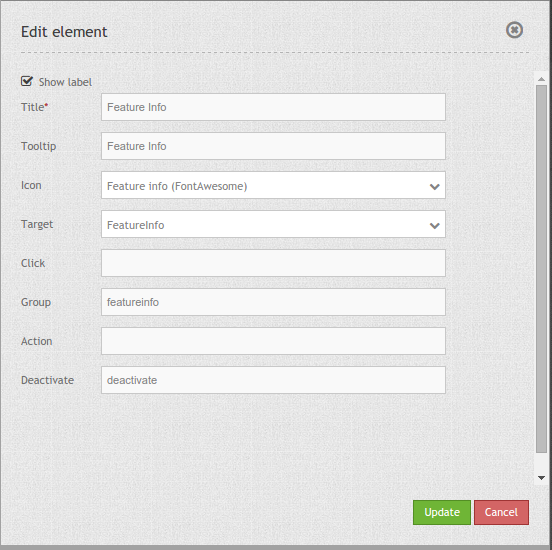 Edit element
Show label
Title* Feature Info
Tooltip Feature Info
Icon Feature info (FontAwesome)
Target FeatureInfo
Click
Group featureinfo
Action
Deactivate deactivate
Update Cancel